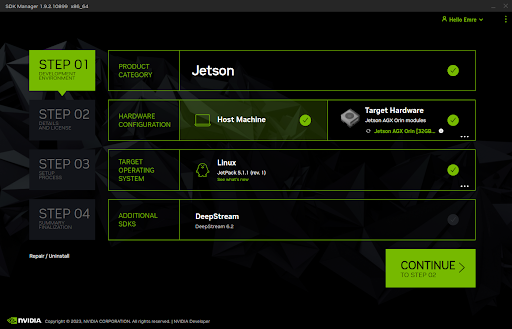 SDK Manager 1.9.2.10899 x86_64
Hello Emre
STEP 01
DEVELOPMENT
ENVIRONMENT
PRODUCT
CATEGORY
Jetson
STEP 02
DETAILS
AND LICENSE
HARDWARE
CONFIGURATION
Host Machine
Target Hardware
Jetson AGX Orin modules
Jetson AGX Orin [32GB...
STEP 03
SETUP
PROCESS
TARGET
OPERATING
SYSTEM
Linux
JetPack 5.1.1 (rev. 1)
See what's new
STEP 04
SUMMARY
FINALIZATION
ADDITIONAL
SDKS
DeepStream
DeepStream 6.2
Repair / Uninstall
CONTINUE
TO STEP 02
NVIDIA Copyright © 2023, NVIDIA CORPORATION. All rights reserved. | NVIDIA Developer